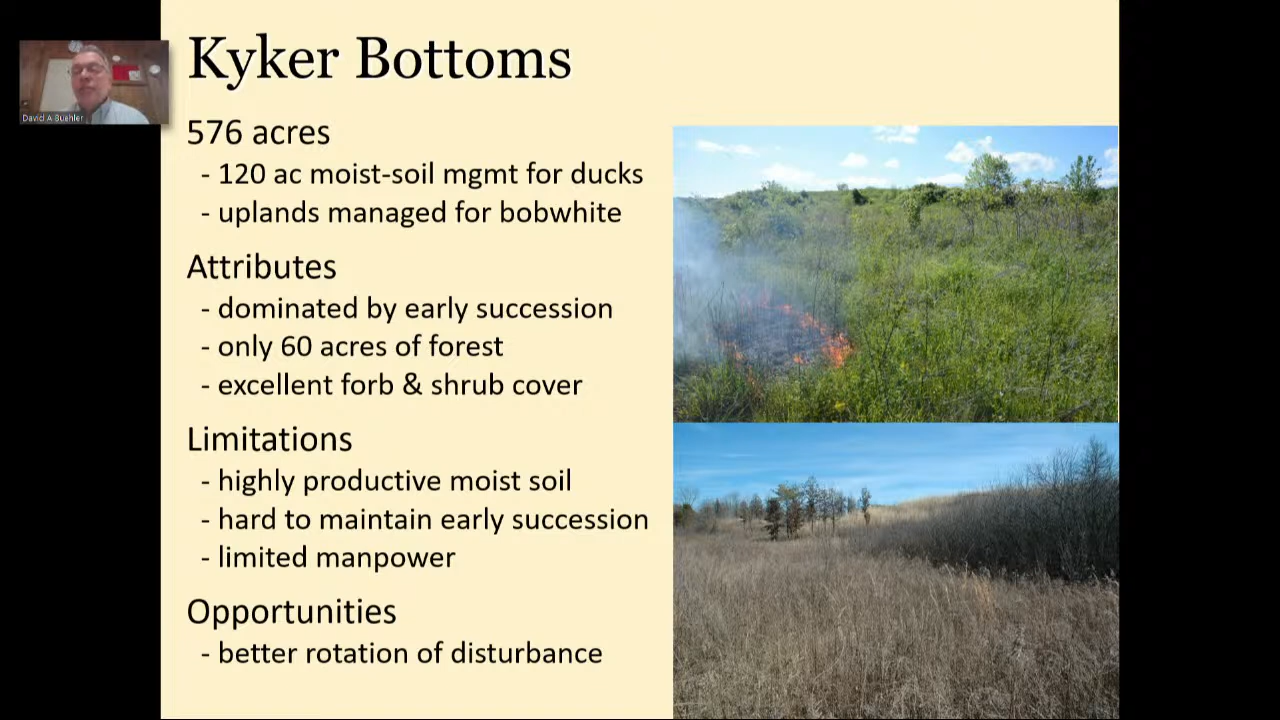 Kyker Bottoms
David A Buehler
576 acres
- 120 ac moist-soil mgmt for ducks
- uplands managed for bobwhite
Attributes
- dominated by early succession
- only 60 acres of forest
- excellent forb & shrub cover
Limitations
- highly productive moist soil
- hard to maintain early succession
- limited manpower
Opportunities
- better rotation of disturbance